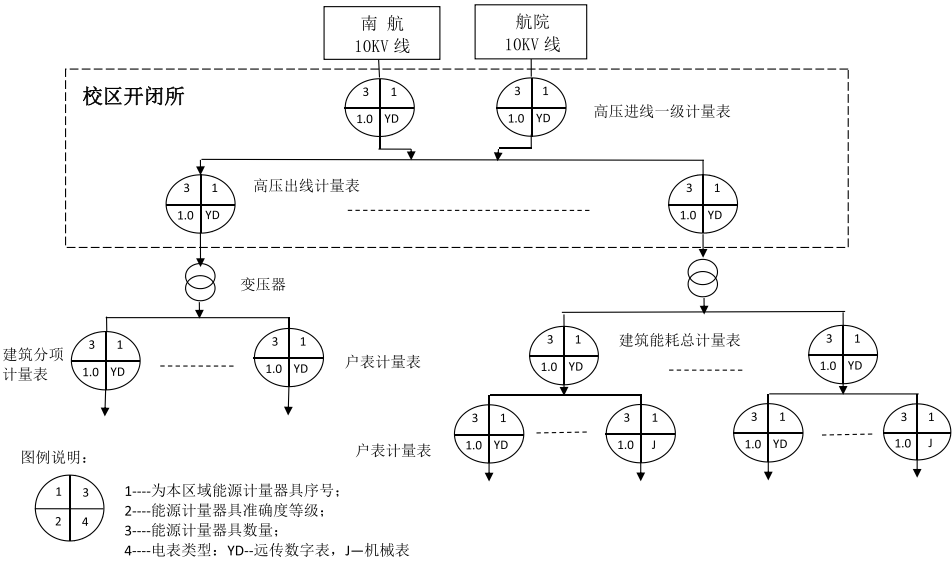 南 航
10KV 线
航院
10KV 线
校区开闭所
3 1
1.0 YD
3 1
1.0 YD
高压进线一级计量表
3 1
1.0 YD
高压出线计量表
3 1
1.0 YD
变压器
建筑分项
计量表
3 1
1.0 YD
3 1
1.0 YD
户表计量表
3 1
1.0 YD
建筑能耗总计量表
3 1
1.0 YD
户表计量表
3 1
1.0 YD
3 1
1.0 J
3 1
1.0 YD
3 1
1.0 J
图例说明：
1 3
2 4
1----为本区域能源计量器具序号；
2----能源计量器具准确度等级；
3----能源计量器具数量；
4----电表类型：YD--远传数字表，J—机械表